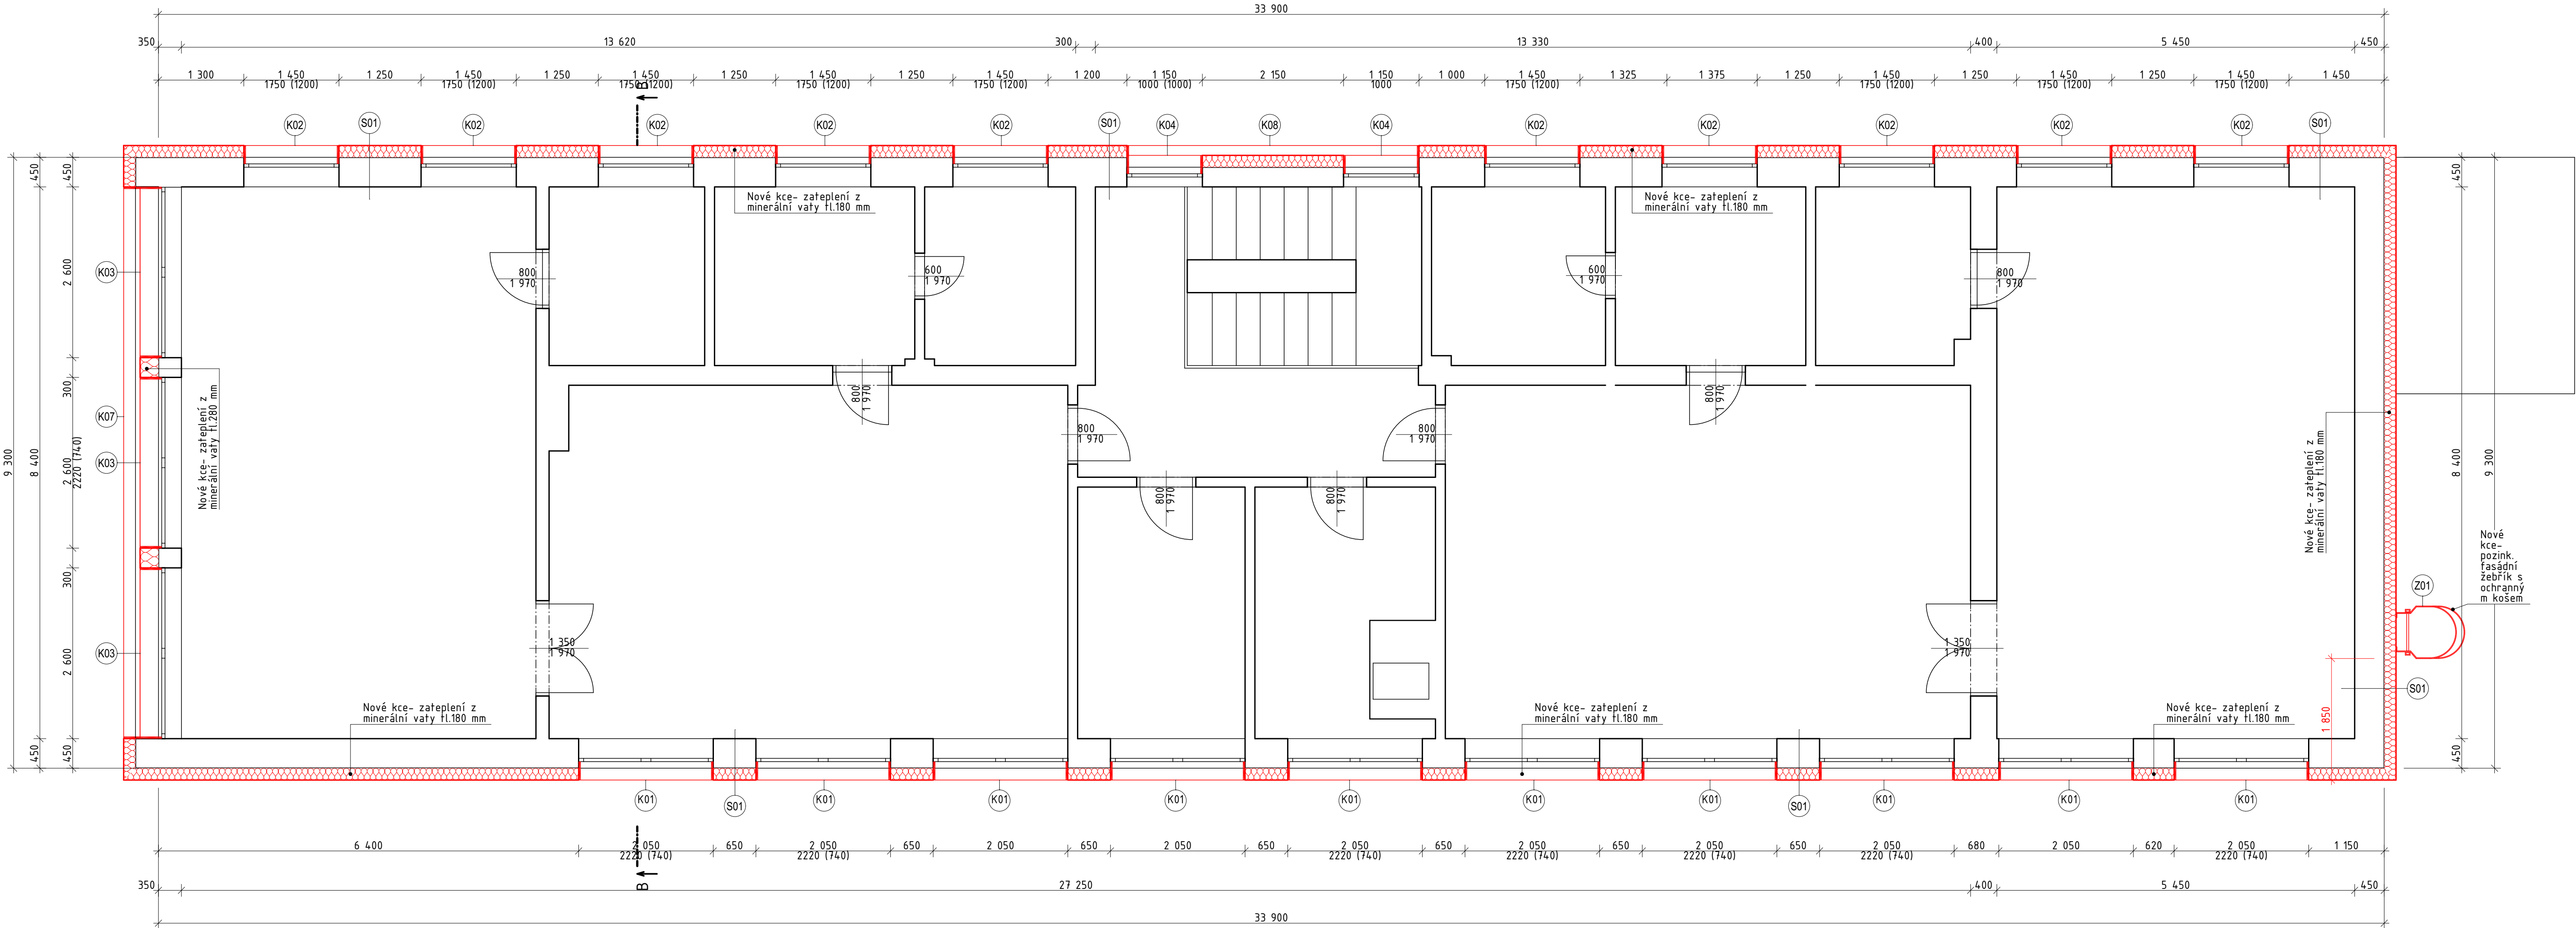 33 900
350
13 620
300
13 330
400
5 450
450
1 300
1 450
1750 (1200)
1 250
1 450
1750 (1200)
1 250
1 450
1750 (1200)
1 250
1 450
1750 (1200)
1 250
1 450
1750 (1200)
1 200
1 150
1000 (1000)
2 150
1 150
1000
1 000
1 450
1750 (1200)
1 325
1 375
1 250
1 450
1750 (1200)
1 250
1 450
1750 (1200)
1 250
1 450
1750 (1200)
1 450
B
K02
S01
K02
K02
K02
K02
S01
K04
K08
K04
K02
K02
K02
K02
K02
S01
Nové kce- zateplení z
minerální vaty tl.180 mm
Nové kce- zateplení z
minerální vaty tl.180 mm
9 300
450
8 400
450
450
2 600
300
2 600
2220 (740)
300
2 600
450
K03
K07
K03
K03
Nové kce- zateplení z
minerální vaty tl.280 mm
800
1 970
600
1 970
600
1 970
800
1 970
800
1 970
800
1 970
800
1 970
800
1 970
800
1 970
800
1 970
1 350
1 970
1 350
1 970
Nové kce- zateplení z
minerální vaty tl.180 mm
450
8 400
450
9 300
Nové
kce-
pozink.
fasádní
žebřík s
ochranný
m košem
Z01
S01
1 850
Nové kce- zateplení z
minerální vaty tl.180 mm
Nové kce- zateplení z
minerální vaty tl.180 mm
Nové kce- zateplení z
minerální vaty tl.180 mm
K01
S01
K01
K01
K01
K01
K01
K01
S01
K01
K01
K01
6 400
2 050
2220 (740)
650
2 050
2220 (740)
650
2 050
650
2 050
650
2 050
2220 (740)
650
2 050
2220 (740)
650
2 050
2220 (740)
650
2 050
2220 (740)
680
2 050
620
2 050
2220 (740)
1 150
B
350
27 250
400
5 450
450
33 900